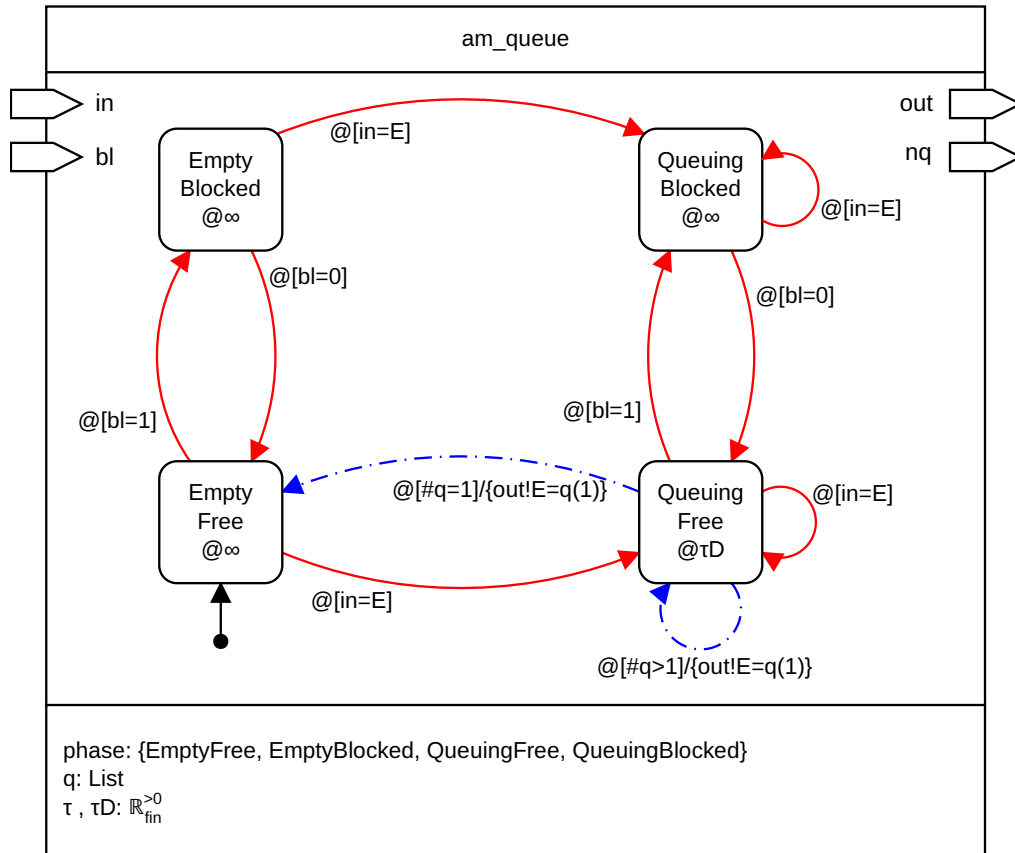 am_queue
in
out
bl
nq
@[in=E]
Empty
Blocked
@∞
Queuing
Blocked
@∞
@[in=E]
@[bl=0]
@[bl=0]
@[bl=1]
@[bl=1]
Empty
Free
@∞
@[#q=1]/{out!E=q(1)}
Queuing
Free
@τD
@[in=E]
@[in=E]
@[#q>1]/{out!E=q(1)}
phase: {EmptyFree, EmptyBlocked, QueuingFree, QueuingBlocked}
q: List
τ , τD: ℝ>0fin